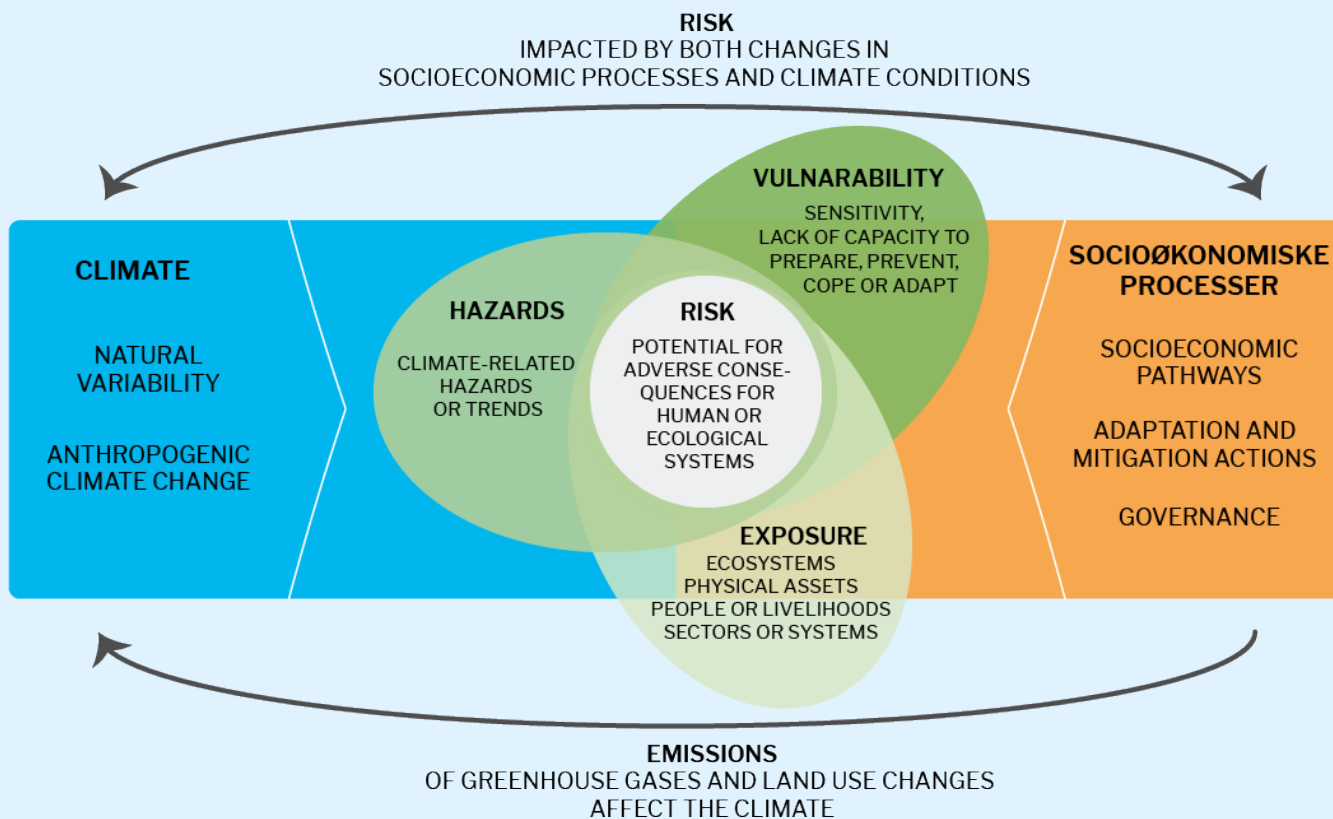 RISK
IMPACTED BY BOTH CHANGES IN
SOCIOECONOMIC PROCESSES AND CLIMATE CONDITIONS
CLIMATE
NATURAL
VARIABILITY
ANTHROPOGENIC
CLIMATE CHANGE
HAZARDS
CLIMATE-RELATED
HAZARDS
OR TRENDS
RISK
POTENTIAL FOR
ADVERSE CONSE-
QUENCES FOR
HUMAN OR
ECOLOGICAL
SYSTEMS
VULNARABILITY
SENSITIVITY,
LACK OF CAPACITY TO
PREPARE, PREVENT,
COPE OR ADAPT
EXPOSURE
ECOSYSTEMS
PHYSICAL ASSETS
PEOPLE OR LIVELIHOODS
SECTORS OR SYSTEMS
SOCIOØKONOMISKE
PROCESSER
SOCIOECONOMIC
PATHWAYS
ADAPTATION AND
MITIGATION ACTIONS
GOVERNANCE
EMISSIONS
OF GREENHOUSE GASES AND LAND USE CHANGES
AFFECT THE CLIMATE